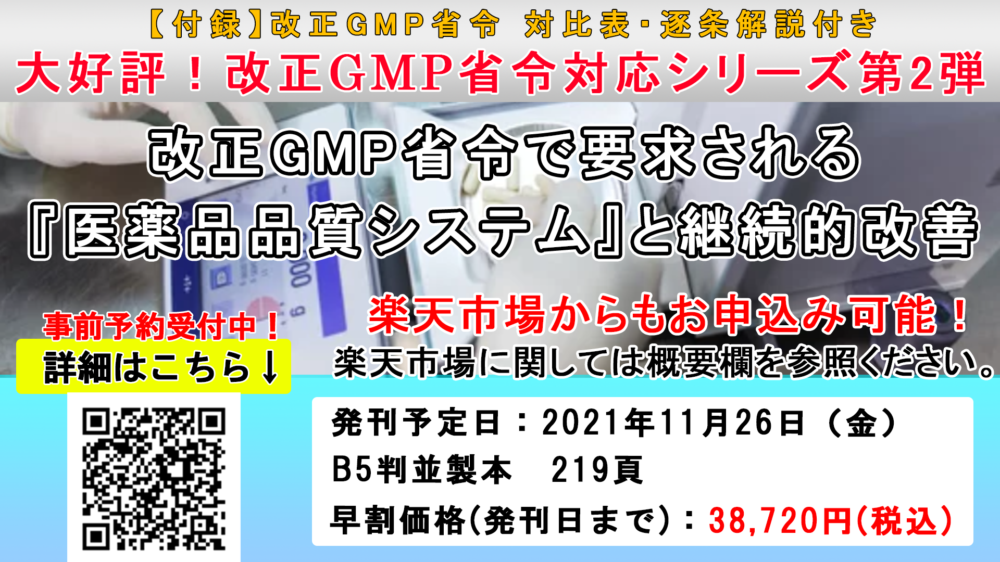 【付録】改正GMP省令 対比表・逐条解説付き
大好評！改正GMP省令対応シリーズ第2弾
改正GMP省令で要求される
『医薬品品質システム』と継続的改善
事前予約受付中！
詳細はこちら↓
楽天市場からもお申込み可能！
楽天市場に関しては概要欄を参照ください。
発刊予定日：2021年11月26日（金）
B5判並製本　219頁
早割価格(発刊日まで)：38,720円(税込)